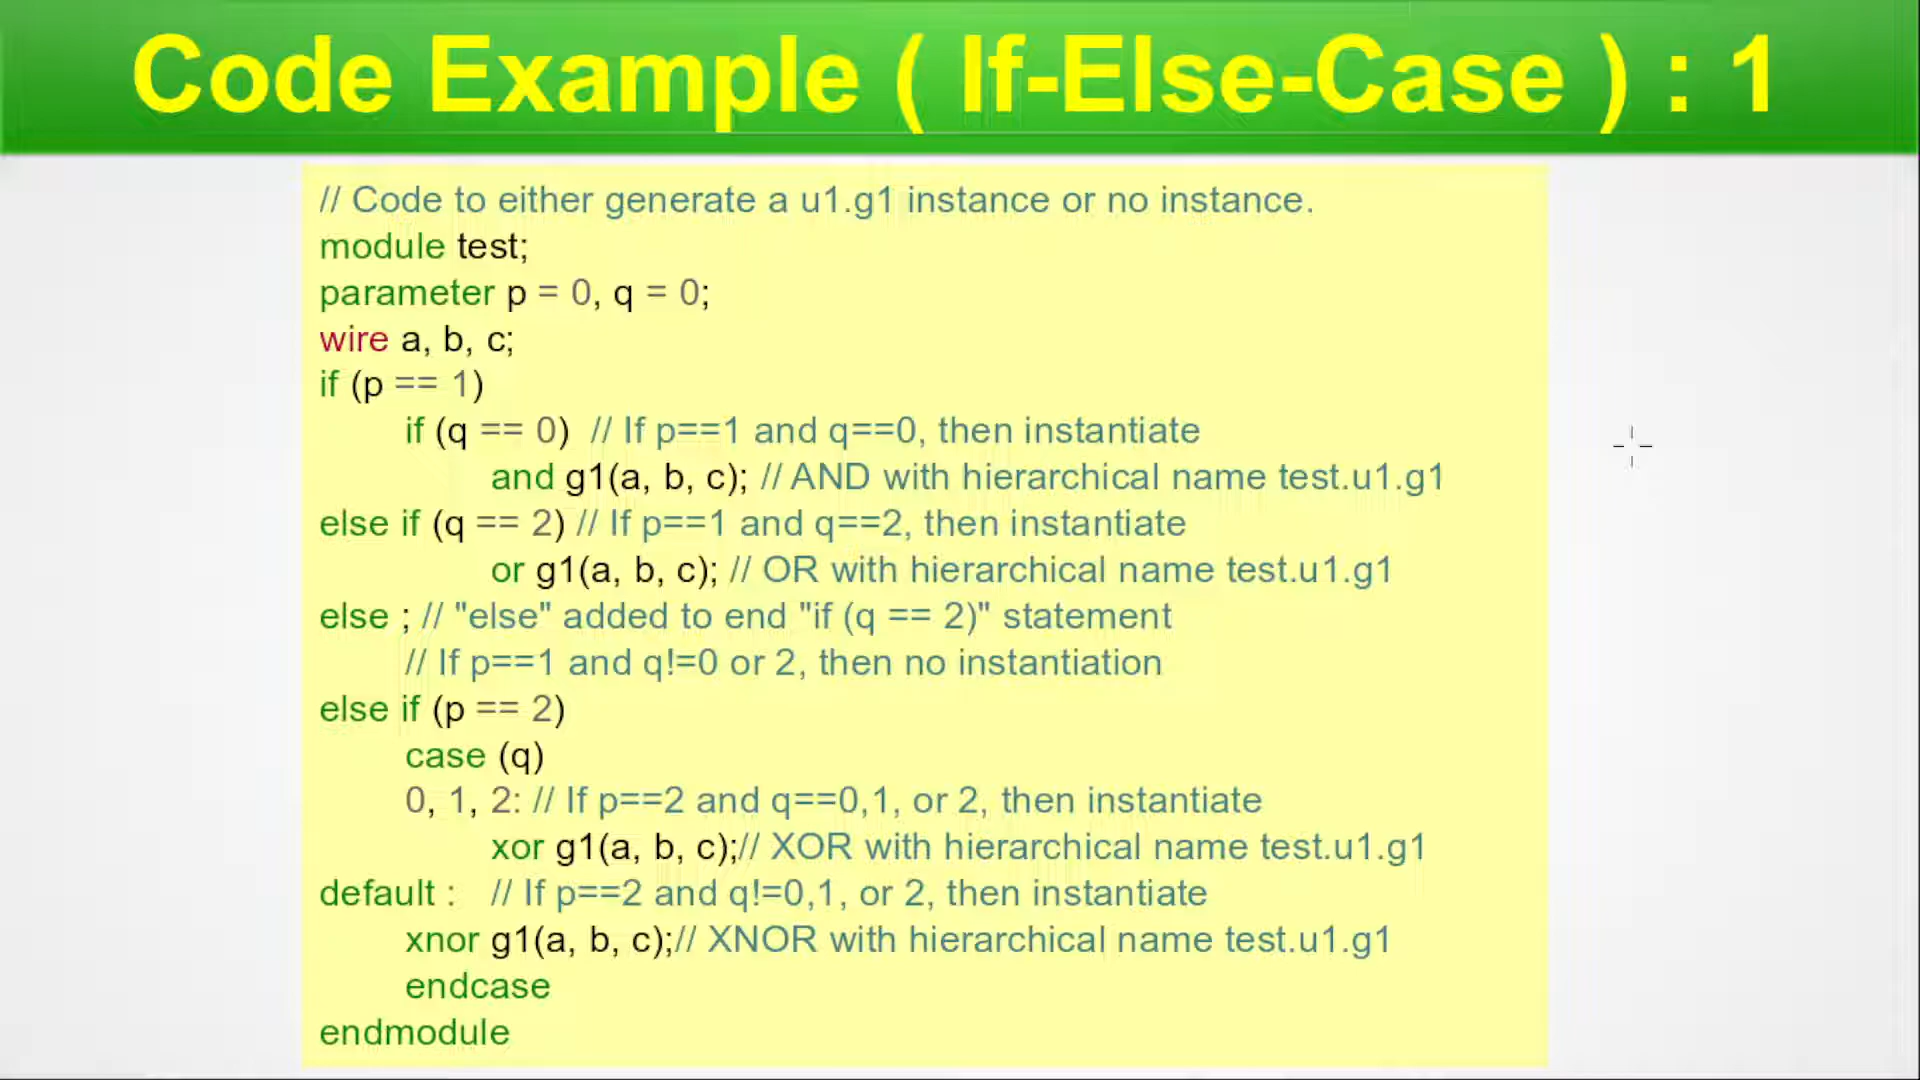 Code Example ( If-Else-Case ) : 1
// Code to either generate a u1.g1 instance or no instance.
module test;
parameter p = 0, q = 0;
wire a, b, c;
if (p == 1)
if (q == 0) // If p==1 and q==0, then instantiate
and g1(a, b, c); // AND with hierarchical name test.u1.g1
else if (q == 2) // If p==1 and q==2, then instantiate
or g1(a, b, c); // OR with hierarchical name test.u1.g1
else ; // "else" added to end "if (q == 2)" statement
// If p==1 and q!=0 or 2, then no instantiation
else if (p == 2)
case (q)
0, 1, 2: // If p==2 and q==0,1, or 2, then instantiate
xor g1(a, b, c);// XOR with hierarchical name test.u1.g1
default : // If p==2 and q!=0,1, or 2, then instantiate
xnor g1(a, b, c);// XNOR with hierarchical name test.u1.g1
endcase
endmodule